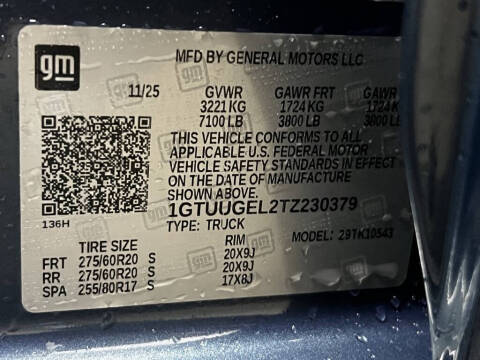 gm
MFD BY GENERAL MOTORS LLC
11/25 GVWR GAWR FRT GAWR
3221 KG 1724 KG 1724 K
7100 LB 3800 LB 3800 LB
THIS VEHICLE CONFORMS TO ALL
APPLICABLE U.S. FEDERAL MOTOR
VEHICLE SAFETY STANDARDS IN EFFECT
ON THE DATE OF MANUFACTURE
SHOWN ABOVE.
1GTUUGEL2TZ230379
136H TYPE: TRUCK MODEL: 29TK10543
TIRE SIZE RIM
FRT 275/60R20 S 20X9J
RR 275/60R20 S 20X9J
SPA 255/80R17 S 17X8J